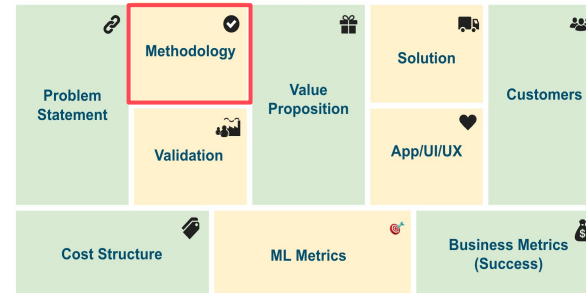 Problem
Statement
Methodology
Validation
Value
Proposition
Solution
App/UI/UX
Customers
Cost Structure
ML Metrics
Business Metrics
(Success)
$